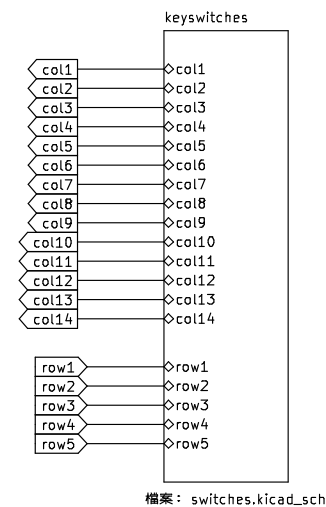 keyswitches
col1 col1
col2 col2
col3 col3
col4 col4
col5 col5
col6 col6
col7 col7
col8 col8
col9 col9
col10 col10
col11 col11
col12 col12
col13 col13
col14 col14
row1 row1
row2 row2
row3 row3
row4 row4
row5 row5
檔案： switches.kicad_sch